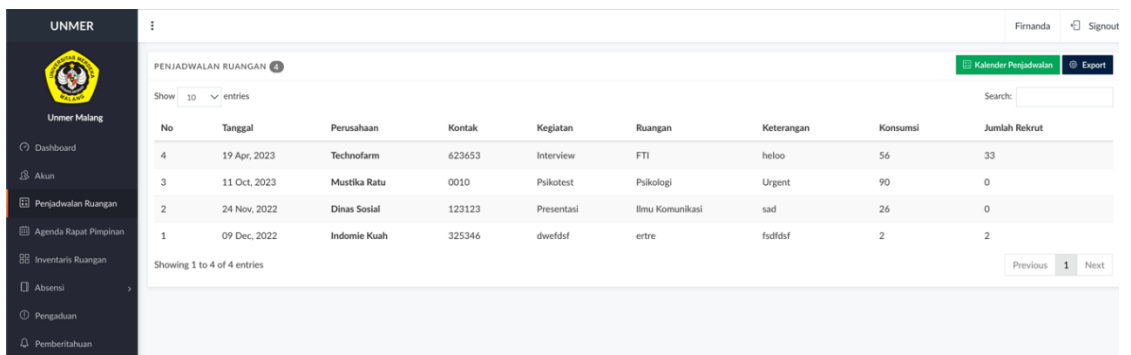 UNMER
Firnanda Signout
UNIVERSITAS MERDEKA MALANG
Unmer Malang
Dashboard
Akun
Penjadwalan Ruangan
Agenda Rapat Pimpinan
Inventaris Ruangan
Absensi
Pengaduan
Pemberitahuan
PENJADWALAN RUANGAN 4
Kalender Penjadwalan Export
Show 10 entries
Search:
No Tanggal Perusahaan Kontak Kegiatan Ruangan Keterangan Konsumsi Jumlah Rekrut
4 19 Apr, 2023 Technofarm 623653 Interview FTI heloo 56 33
3 11 Oct, 2023 Mustika Ratu 0010 Psikotest Psikologi Urgent 90 0
2 24 Nov, 2022 Dinas Sosial 123123 Presentasi Ilmu Komunikasi sad 26 0
1 09 Dec, 2022 Indomie Kuah 325346 dwefdsf ertre fsdfdsf 2 2
Showing 1 to 4 of 4 entries
Previous 1 Next